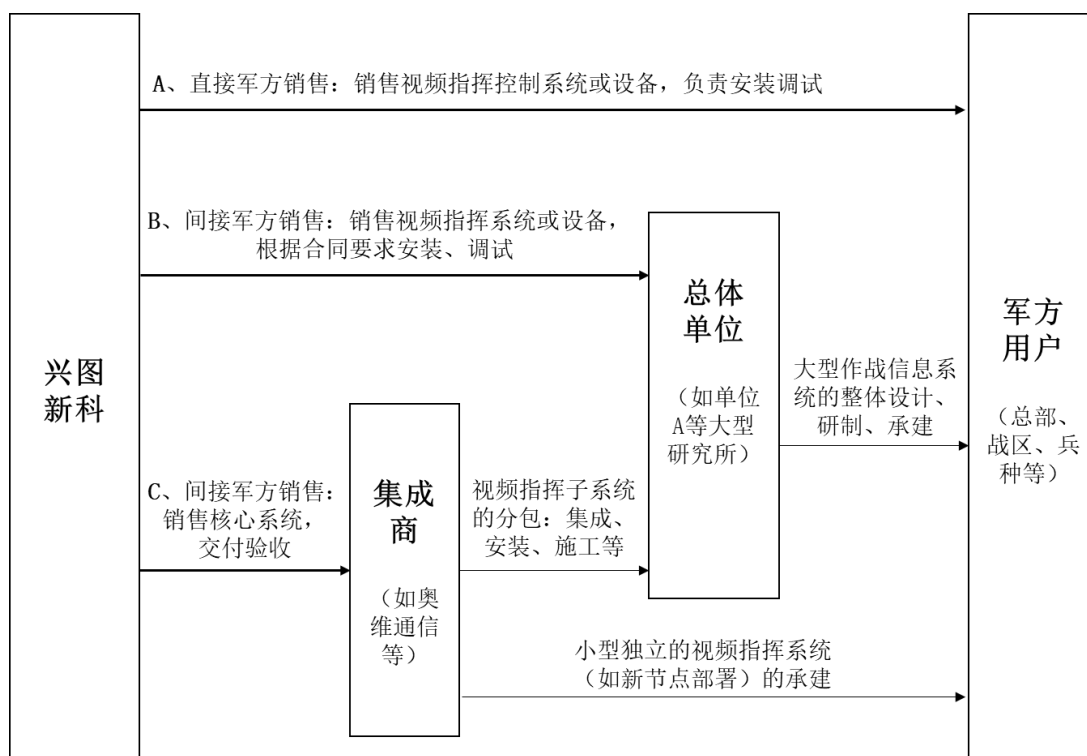 A、直接军方销售：销售视频指挥控制系统或设备，负责安装调试
B、间接军方销售：销售视频指挥系统或设备，
根据合同要求安装、调试
总体
单位
（如单位
A等大型
研究所）
军方
用户
（总部、
战区、兵
种等）
兴图
新科
大型作战信息系
统的整体设计、
研制、承建
C、间接军方销售：
销售核心系统，
交付验收
集成
商
（如奥
维通信
等）
视频指挥子系统
的分包：集成、
安装、施工等
小型独立的视频指挥系统
（如新节点部署）的承建